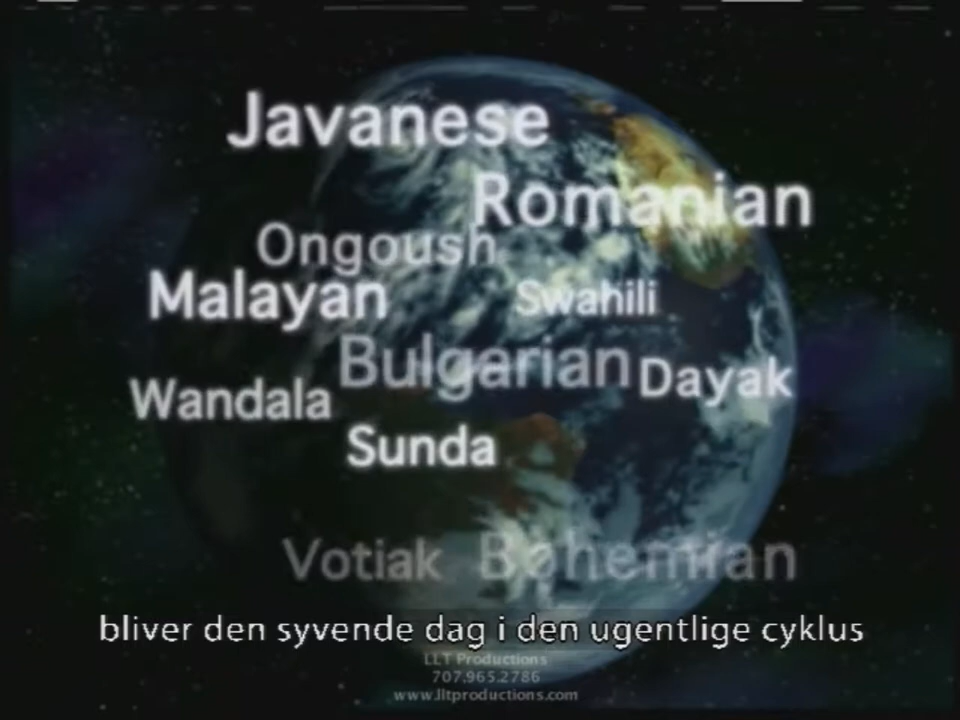 Javanese
Romanian
Ongoush
Malayan
Swahili
Bulgarian
Dayak
Wandala
Sunda
Votiak
Bohemian
bliver den syvende dag i den ugentlige cyklus
LLT Productions
707.965.2786
www.lltproductions.com